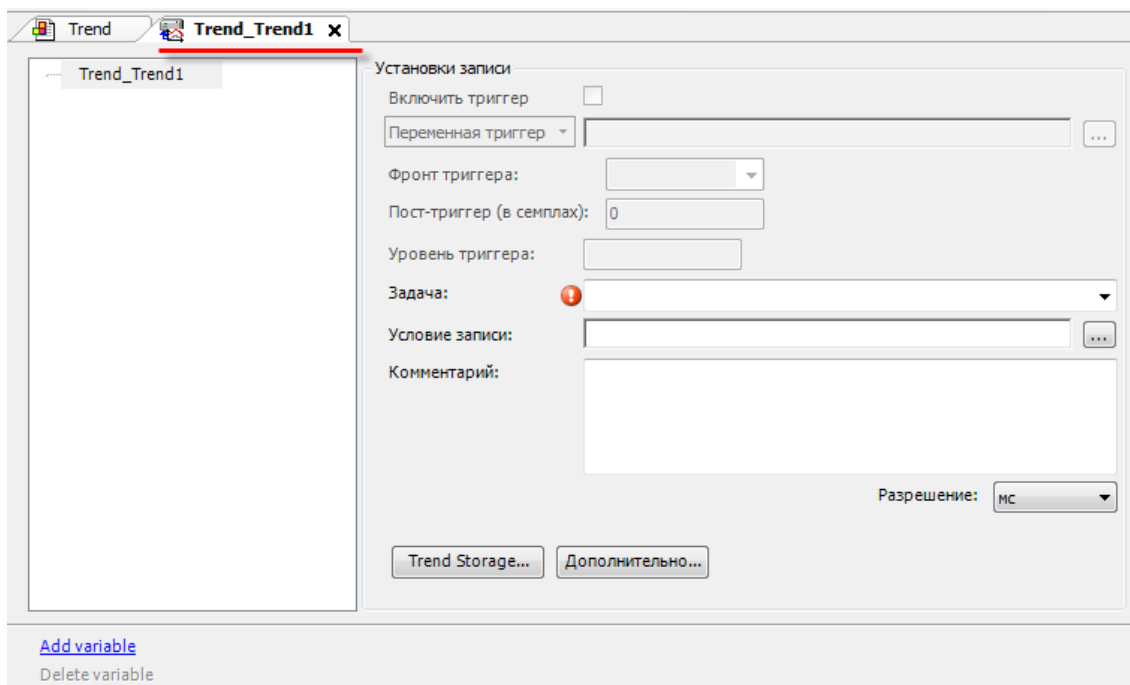 Trend
Trend_Trend1
Trend_Trend1
Установки записи
Включить триггер
Переменная триггер
...
Фронт триггера:
Пост-триггер (в семплах): 0
Уровень триггера:
Задача:
Условие записи:
...
Комментарий:
Разрешение: мс
Trend Storage... Дополнительно...
Add variable
Delete variable